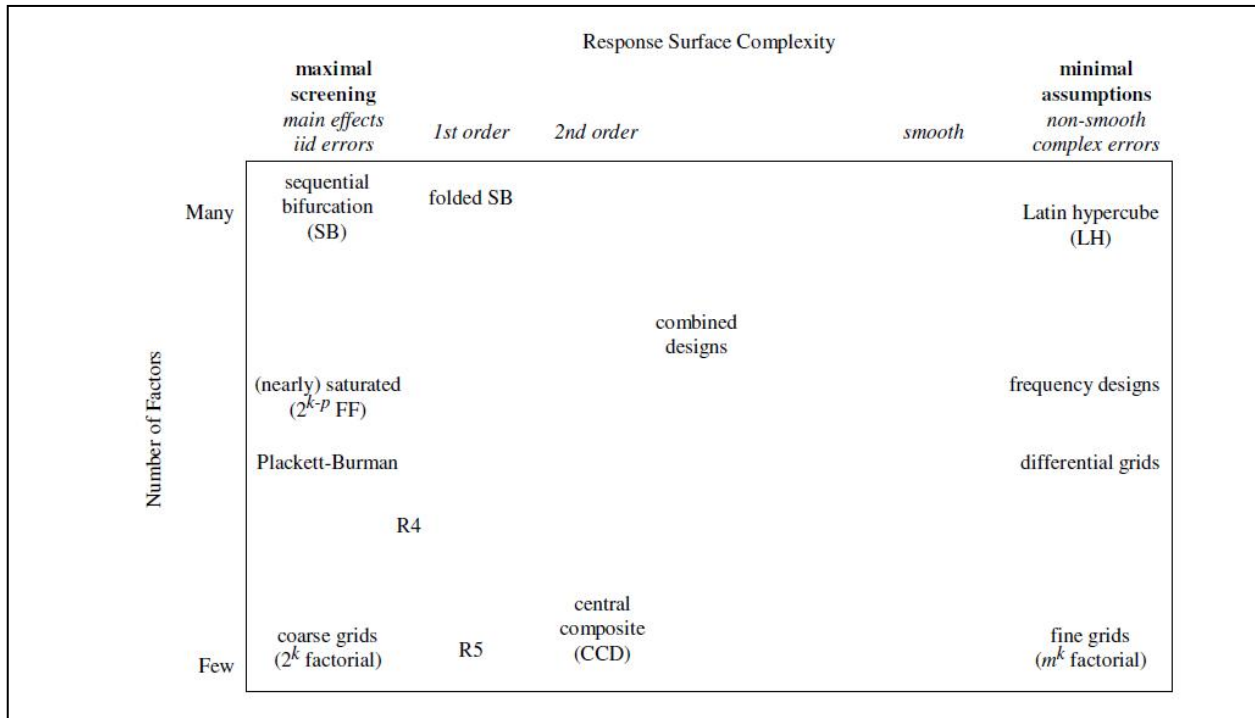 Response Surface Complexity
maximal
screening
main effects
iid errors
1st order
2nd order
smooth
minimal
assumptions
non-smooth
complex errors
Number of Factors
Many
sequential
bifurcation
(SB)
folded SB
Latin hypercube
(LH)
combined
designs
(nearly) saturated
(2^{k-p} FF)
frequency designs
Plackett-Burman
differential grids
R4
Few
coarse grids
(2^k factorial)
R5
central
composite
(CCD)
fine grids
(m^k factorial)